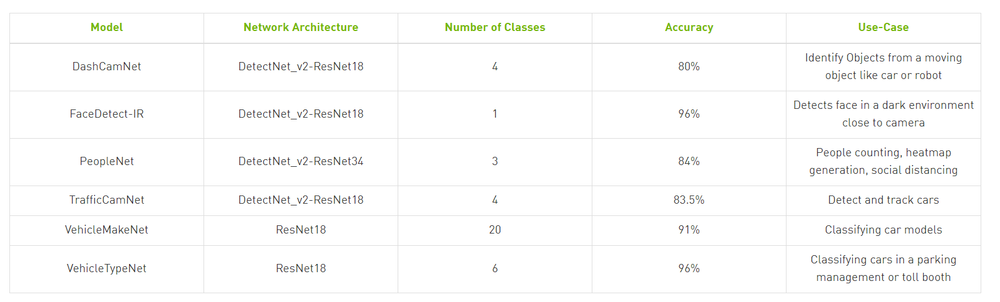 Model Network Architecture Number of Classes Accuracy Use-Case
DashCamNet DetectNet_v2-ResNet18 4 80% Identify Objects from a moving
object like car or robot
FaceDetect-IR DetectNet_v2-ResNet18 1 96% Detects face in a dark environment
close to camera
PeopleNet DetectNet_v2-ResNet34 3 84% People counting, heatmap
generation, social distancing
TrafficCamNet DetectNet_v2-ResNet18 4 83.5% Detect and track cars
VehicleMakeNet ResNet18 20 91% Classifying car models
VehicleTypeNet ResNet18 6 96% Classifying cars in a parking
management or toll booth